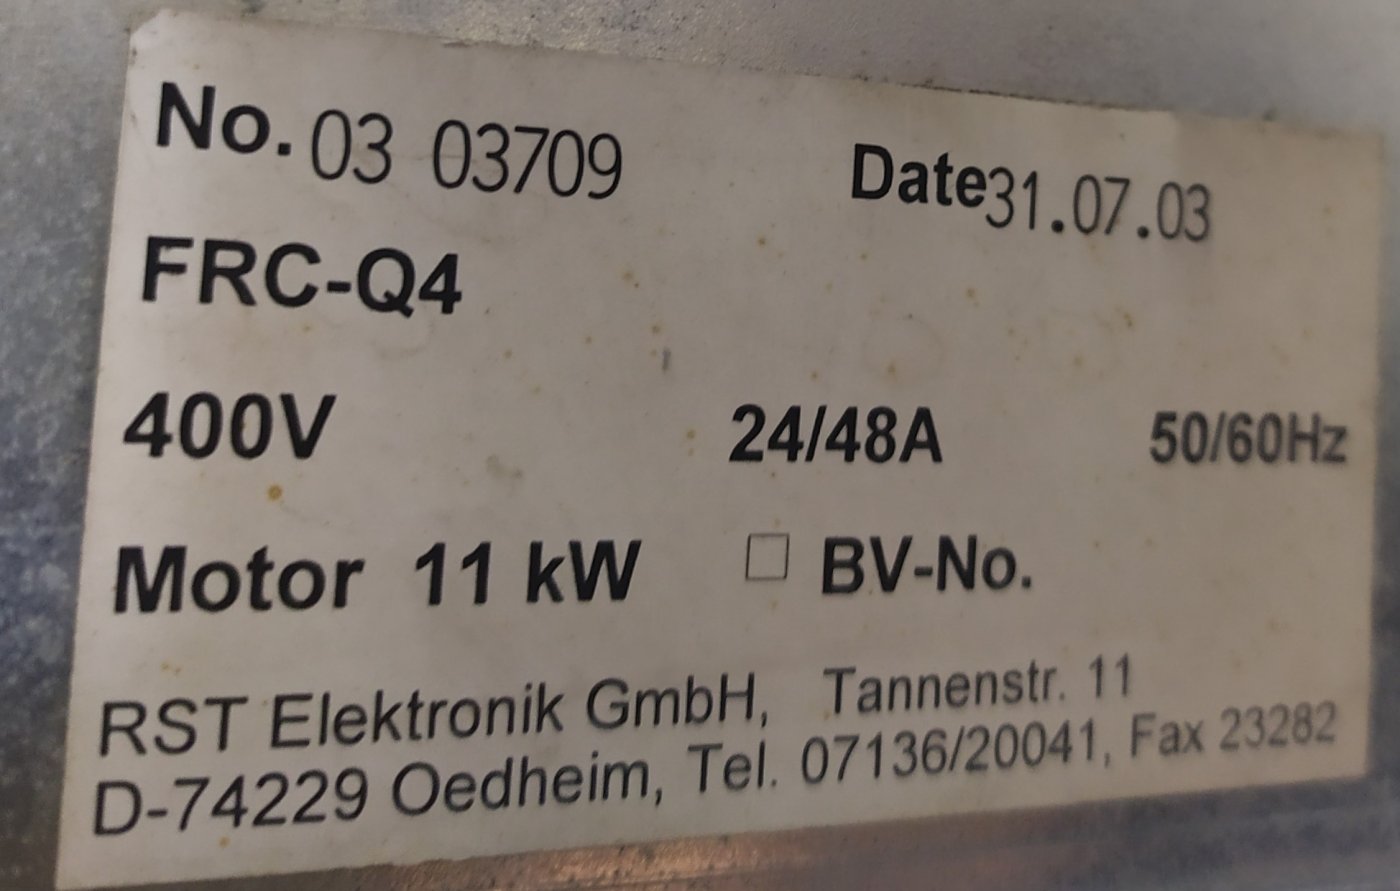 No. 03 03709 Date 31.07.03
FRC-Q4
400V 24/48A 50/60Hz
Motor 11 kW □ BV-No.
RST Elektronik GmbH, Tannenstr. 11
D-74229 Oedheim, Tel. 07136/20041, Fax 23282